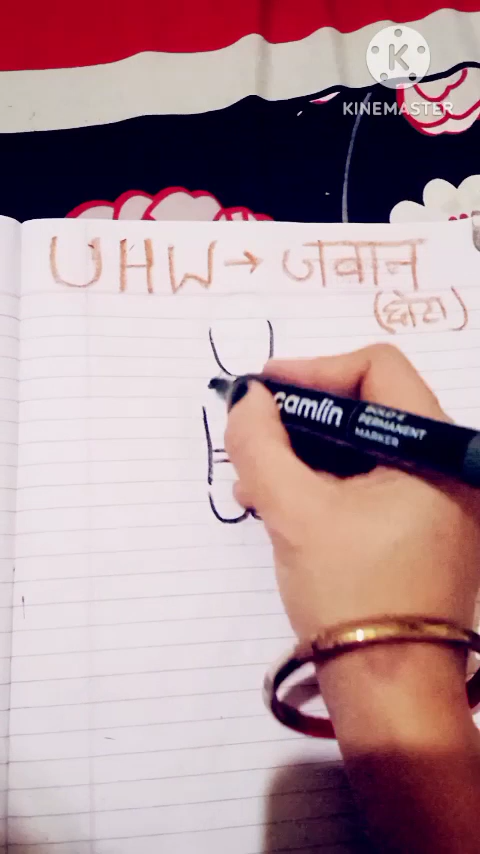 K
KINEMASTER
UHW → जवान
(छोटा)
camlin
BOLD-E
PERMANENT
MARKER
U
H